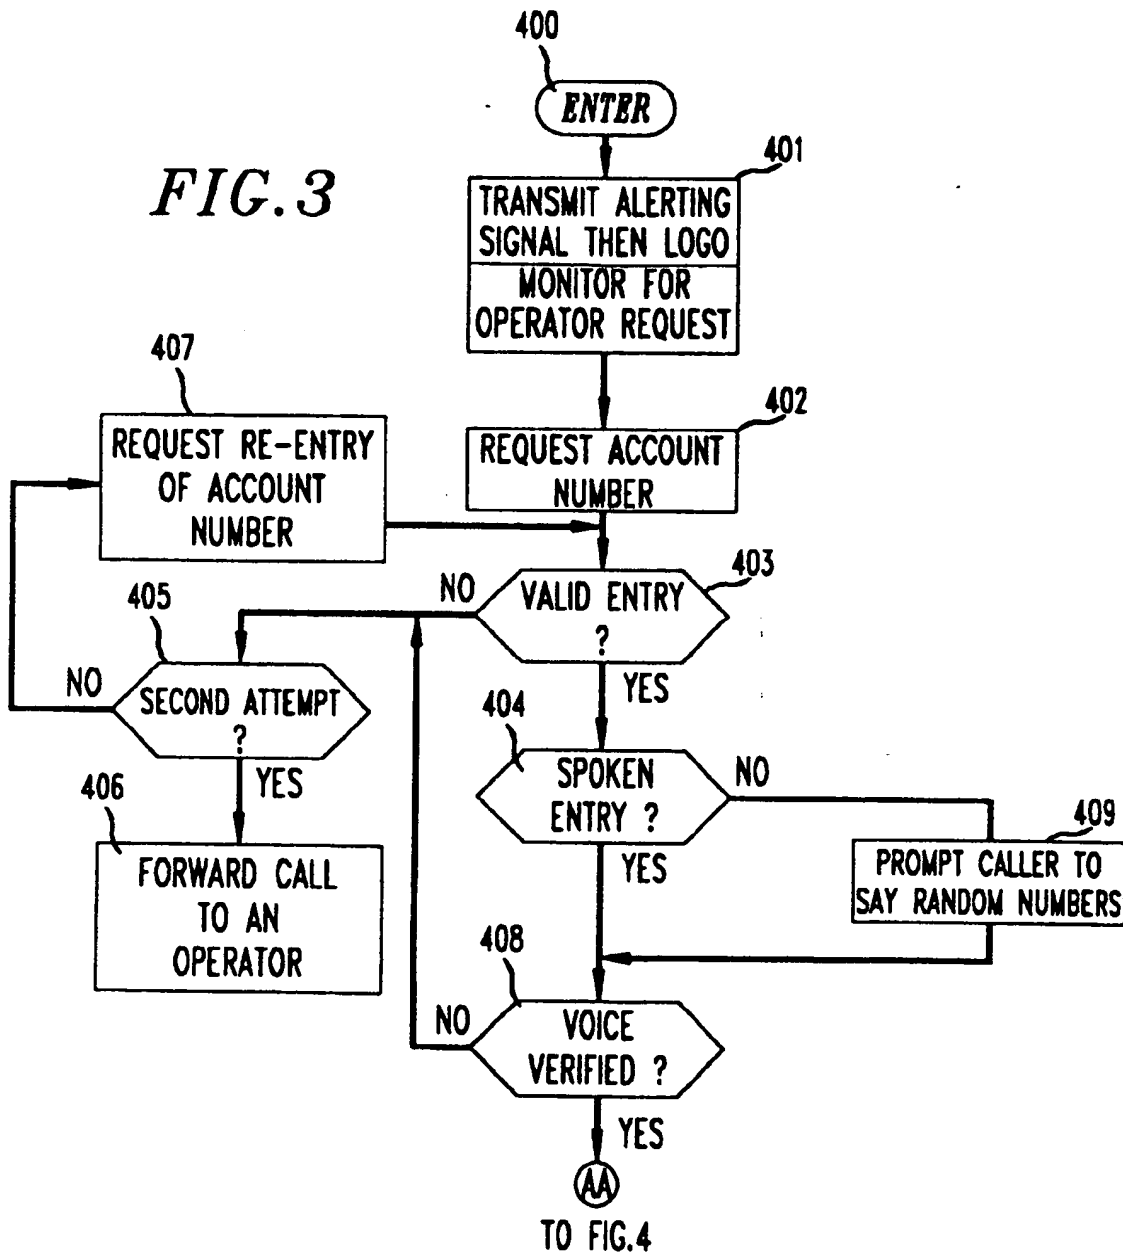 400
ENTER
FIG.3
401
TRANSMIT ALERTING
SIGNAL THEN LOGO
MONITOR FOR
OPERATOR REQUEST
407
REQUEST RE-ENTRY
OF ACCOUNT
NUMBER
402
REQUEST ACCOUNT
NUMBER
403
VALID ENTRY
?
NO
YES
405
SECOND ATTEMPT
?
NO
YES
406
FORWARD CALL
TO AN
OPERATOR
404
SPOKEN
ENTRY ?
NO
YES
409
PROMPT CALLER TO
SAY RANDOM NUMBERS
408
VOICE
VERIFIED ?
NO
YES
AA
TO FIG.4